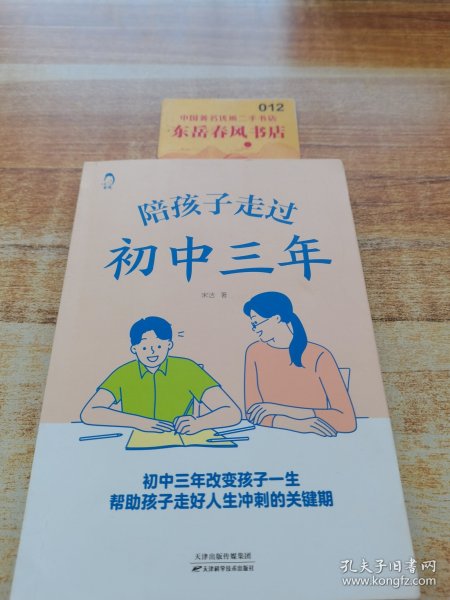 012
中国著名优质二手书店
东岳春风书店
陪孩子走过
初中三年
宋洁 著
初中三年改变孩子一生
帮助孩子走好人生冲刺的关键期
天津出版传媒集团
天津科学技术出版社
孔夫子旧书网
www.kongfz.com